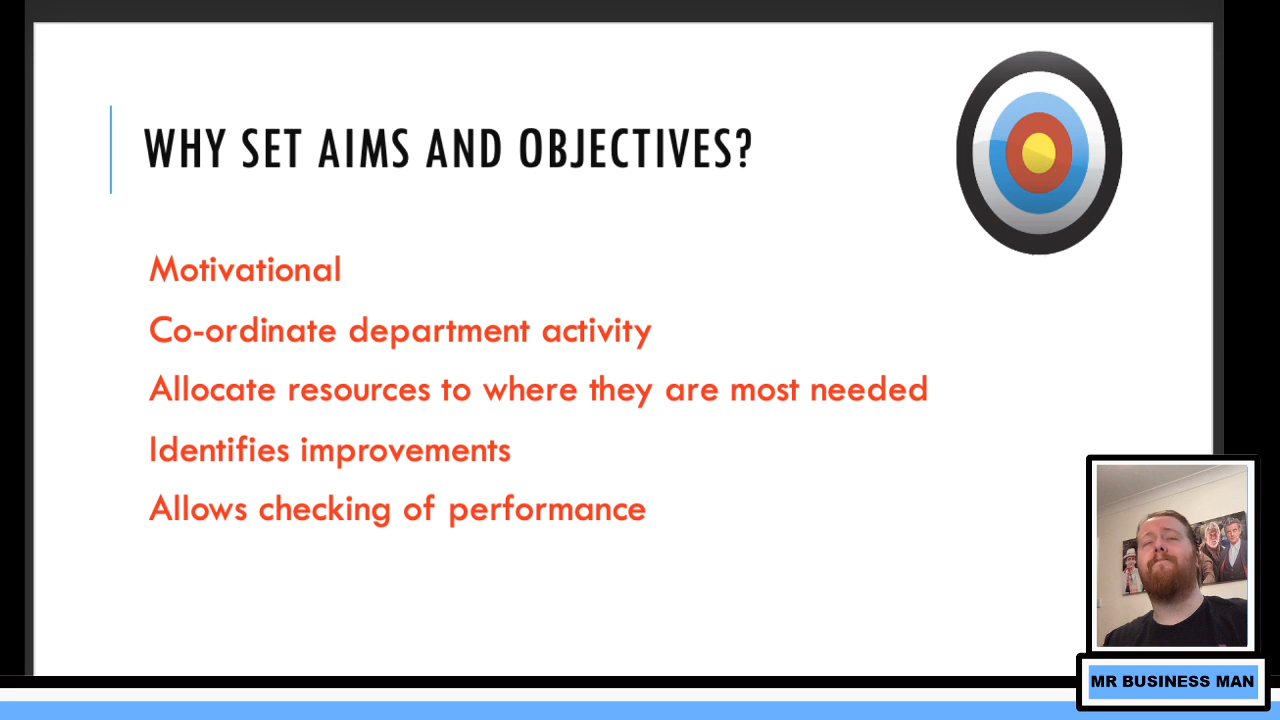 WHY SET AIMS AND OBJECTIVES?
Motivational
Co-ordinate department activity
Allocate resources to where they are most needed
Identifies improvements
Allows checking of performance
MR BUSINESS MAN